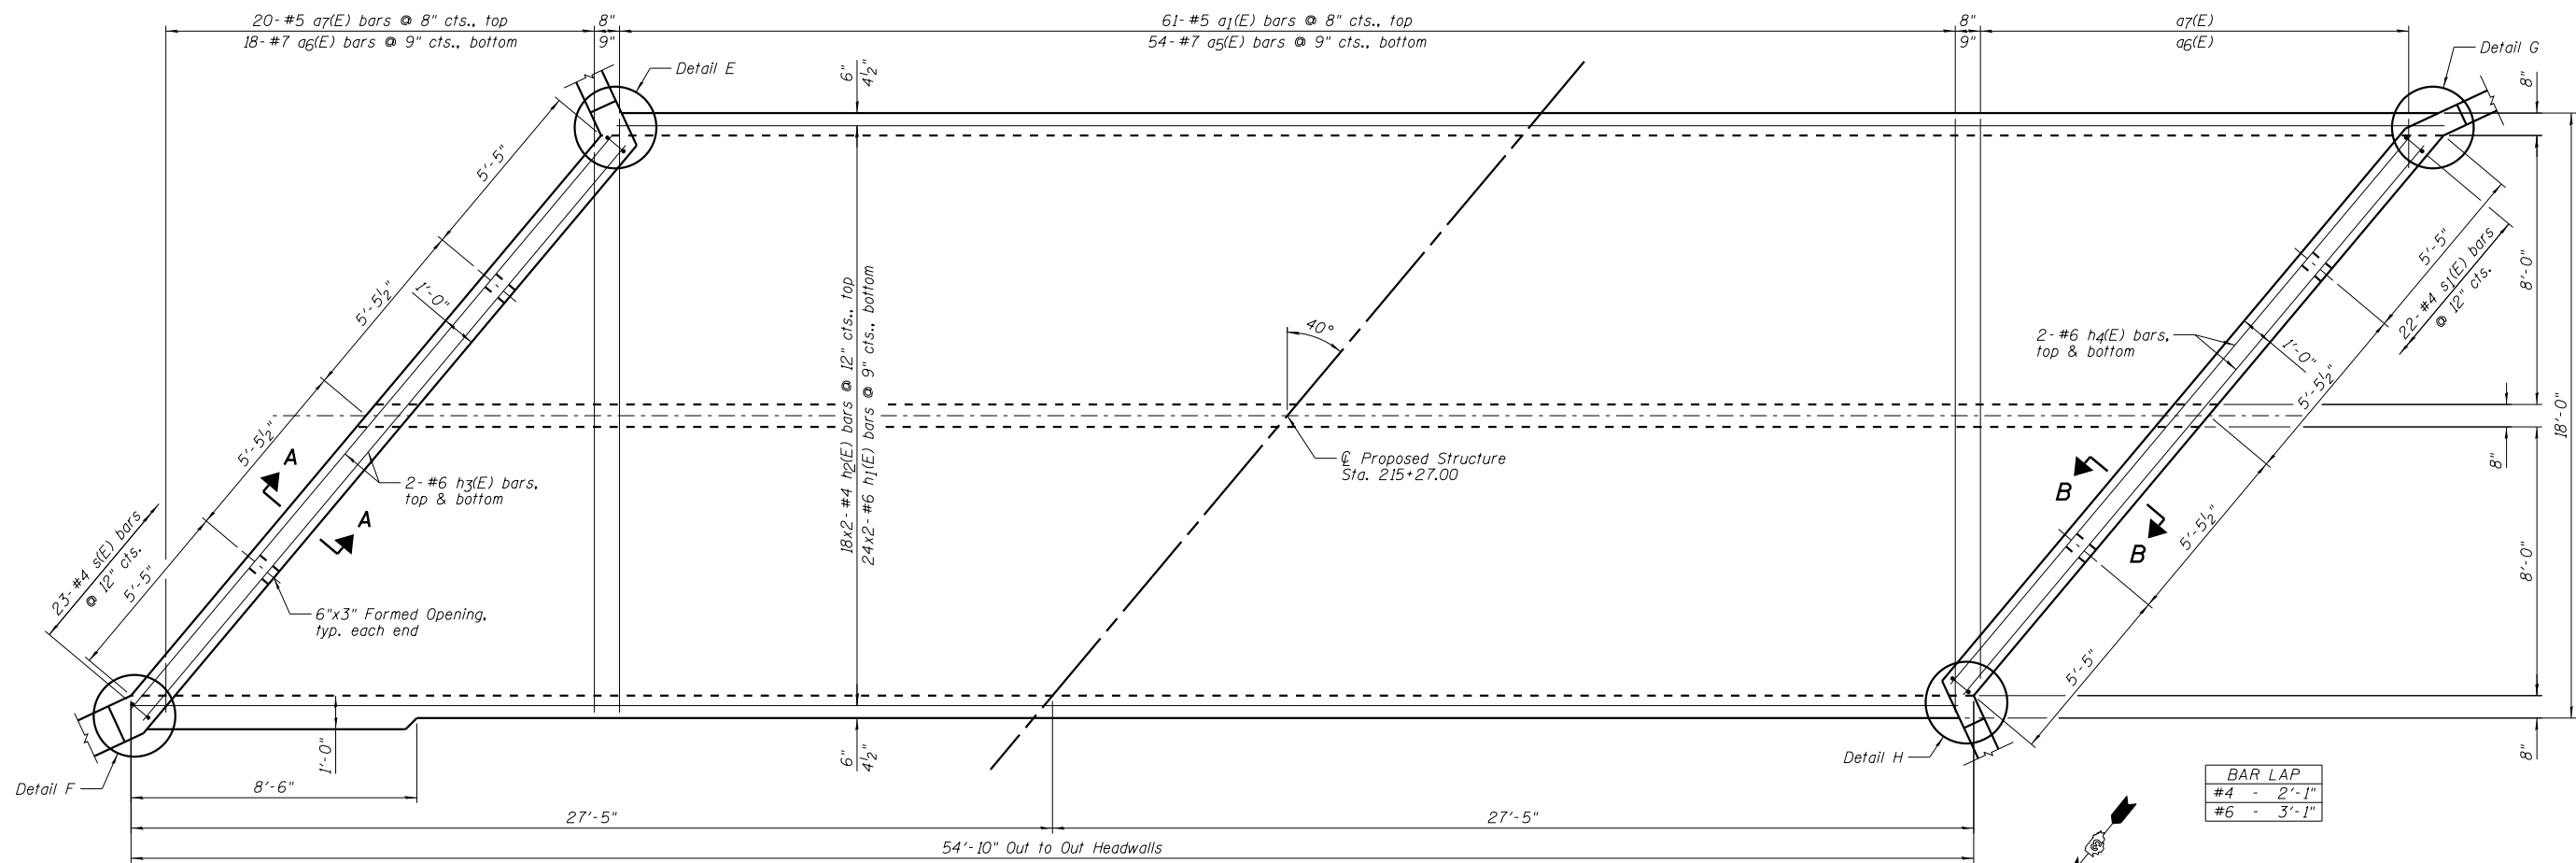 20-#5 a7(E) bars @ 8" cts., top
18-#7 a6(E) bars @ 9" cts., bottom
8"
9"
61-#5 a1(E) bars @ 8" cts., top
54-#7 a5(E) bars @ 9" cts., bottom
8"
9"
a7(E)
a6(E)
Detail E
6"
4½"
Detail G
8"
5'-5"
5'-5½"
1'-0"
5'-5½"
5'-5"
23-#4 s(E) bars
@ 12" cts.
A
A
2-#6 h3(E) bars,
top & bottom
6"x3" Formed Opening,
typ. each end
18x2-#4 h2(E) bars @ 12" cts., top
24x2-#6 h1(E) bars @ 9" cts., bottom
40°
℄ Proposed Structure
Sta. 215+27.00
2-#6 h4(E) bars,
top & bottom
1'-0"
5'-5"
22-#4 s1(E) bars
@ 12" cts.
5'-5½"
5'-5½"
5'-5"
B
B
8'-0"
18'-0"
8"
8'-0"
8"
1'-0"
6"
4½"
Detail F
8'-6"
Detail H
27'-5"
27'-5"
54'-10" Out to Out Headwalls
BAR LAP
#4 - 2'-1"
#6 - 3'-1"